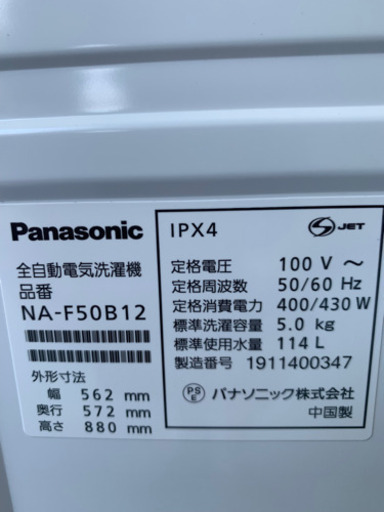 Panasonic
全自動電気洗濯機
品番
NA-F50B12
外形寸法
幅 562 mm
奥行 572 mm
高さ 880 mm
IPX4
S JET
定格電圧 100 V ～
定格周波数 50/60 Hz
定格消費電力 400/430 W
標準洗濯容量 5.0 kg
標準使用水量 114 L
製造番号 1911400347
PS E パナソニック株式会社
中国製